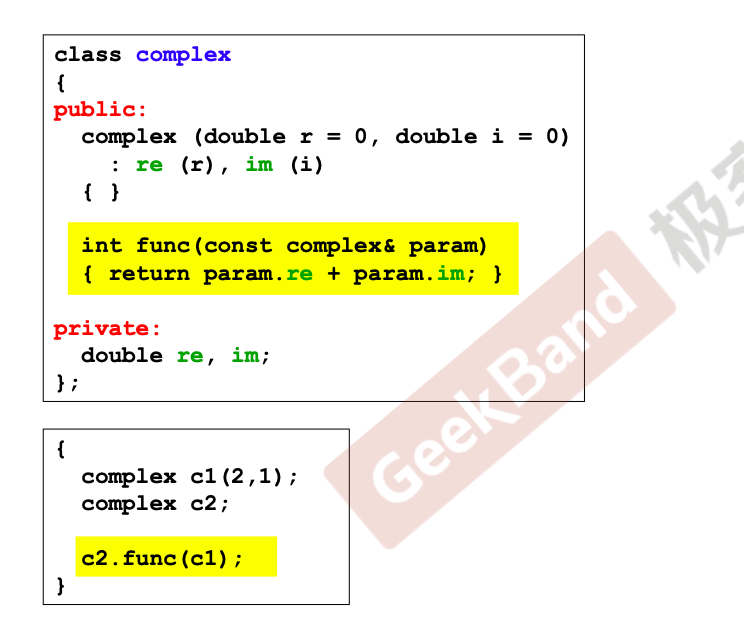 class complex
{
public:
  complex (double r = 0, double i = 0)
    : re (r), im (i)
  { }
  int func(const complex& param)
  { return param.re + param.im; }
private:
  double re, im;
};
{
  complex c1(2,1);
  complex c2;
  c2.func(c1);
}
GeekBand
极客